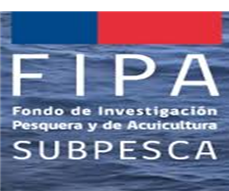 FIPA
Fondo de Investigación
Pesquera y de Acuicultura
SUBPESCA